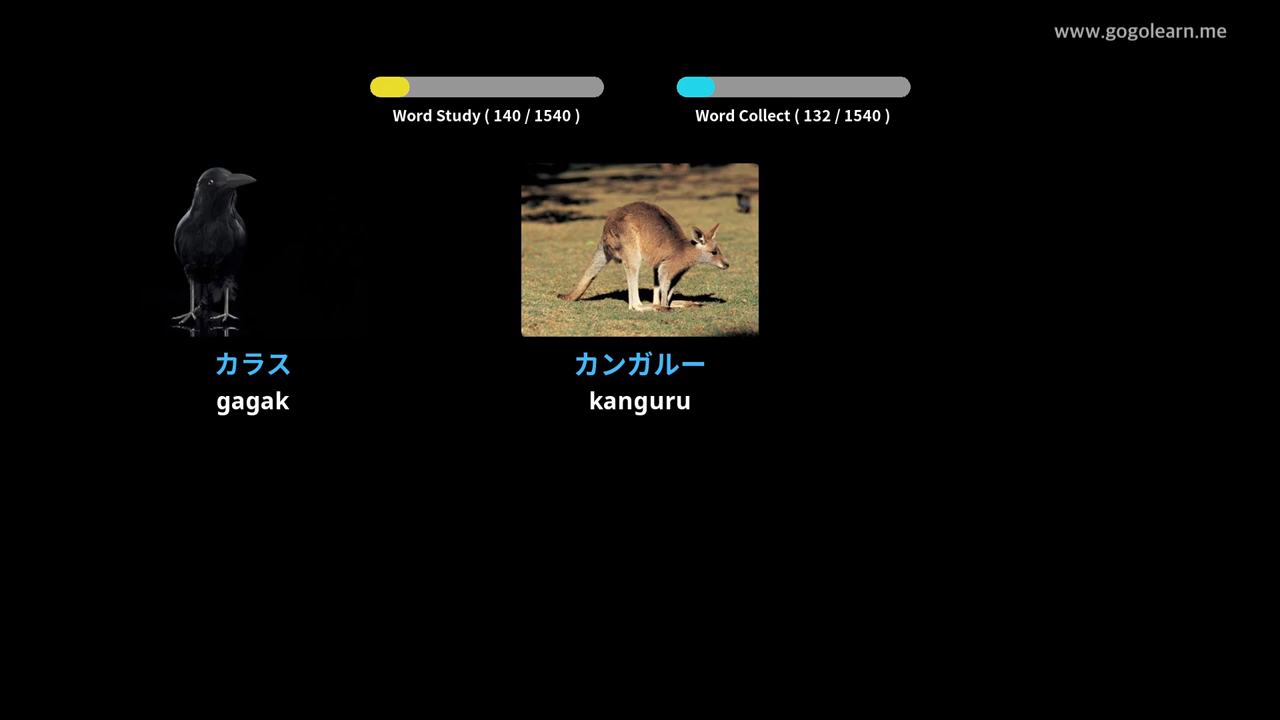 www.gogolearn.me
Word Study ( 140 / 1540 )
Word Collect ( 132 / 1540 )
カラス
gagak
カンガルー
kanguru